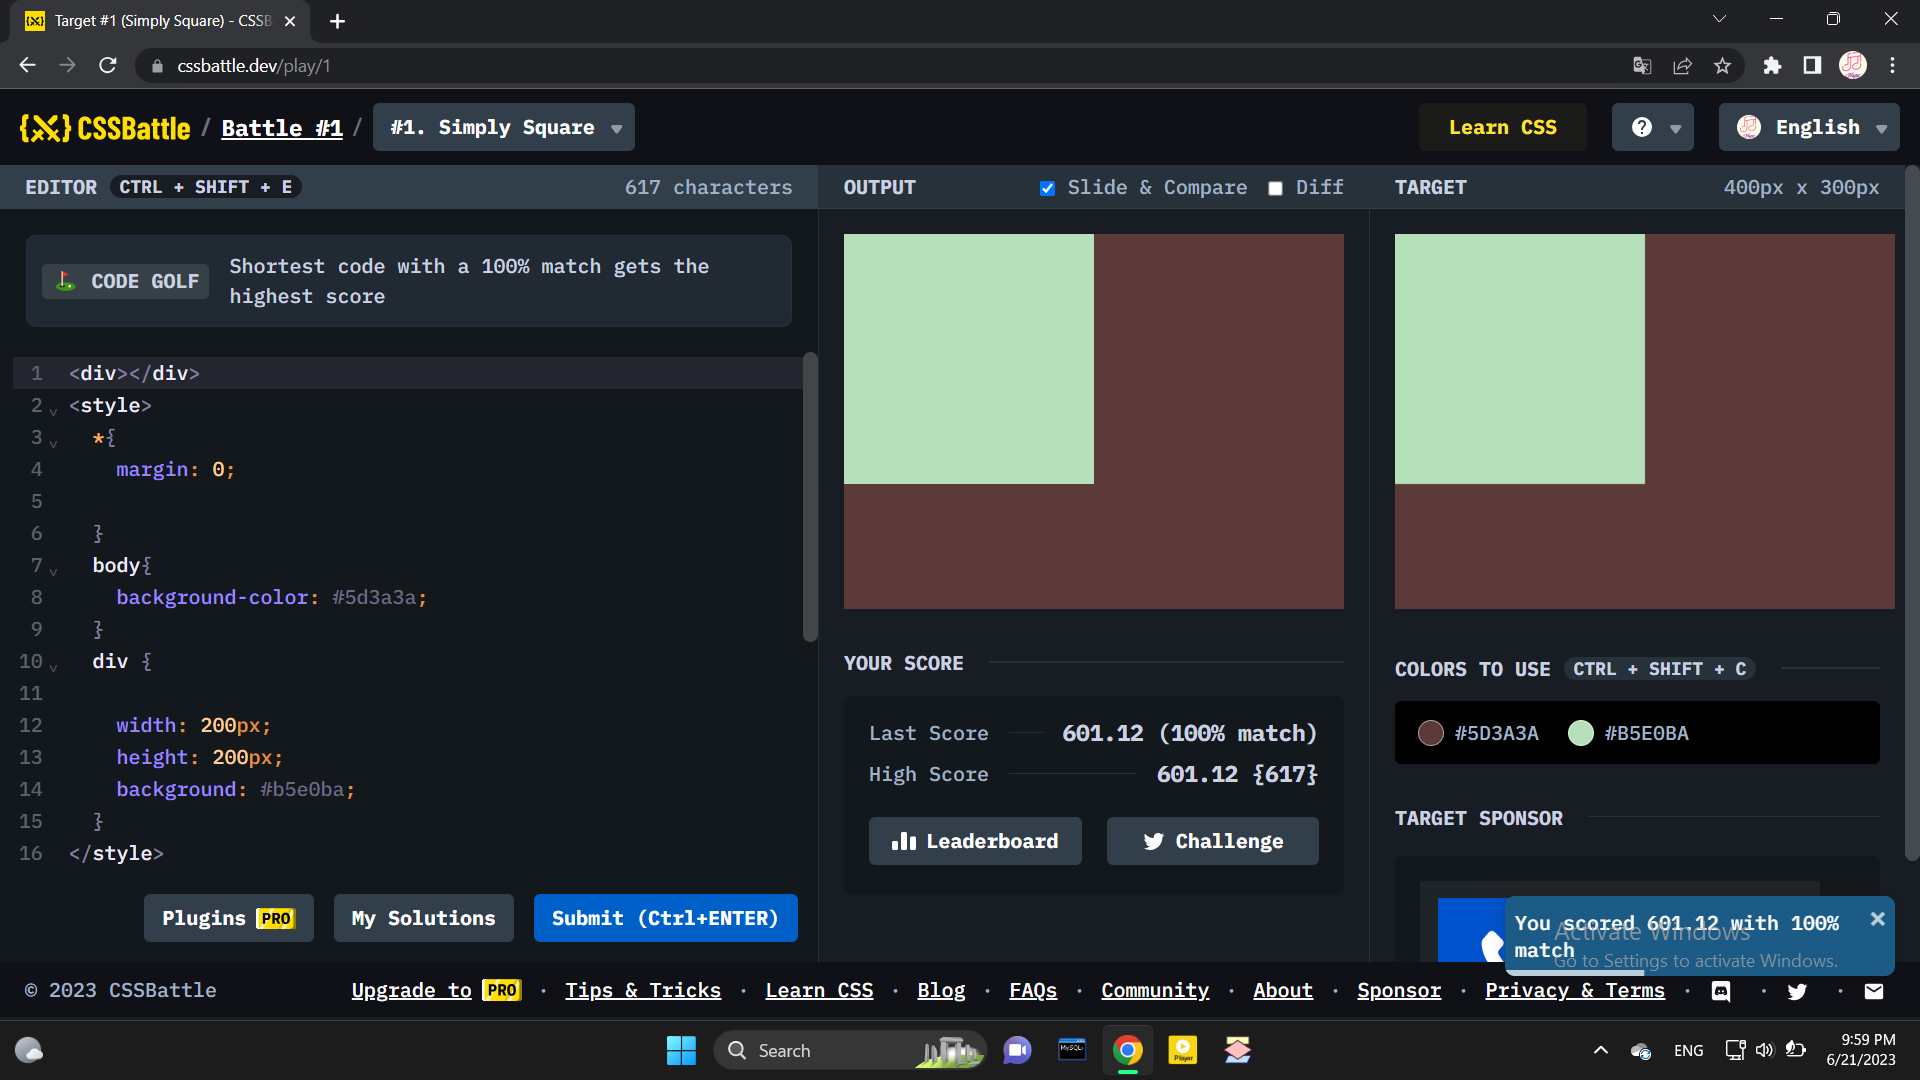 Target #1 (Simply Square) - CSSB
cssbattle.dev/play/1
{X} CSSBattle / Battle #1 / #1. Simply Square
Learn CSS
?
English
EDITOR CTRL + SHIFT + E 617 characters
OUTPUT Slide & Compare Diff
TARGET 400px x 300px
CODE GOLF
Shortest code with a 100% match gets the
highest score
1 <div></div>
2 <style>
3 *{
4 margin: 0;
5
6 }
7 body{
8 background-color: #5d3a3a;
9 }
10 div {
11
12 width: 200px;
13 height: 200px;
14 background: #b5e0ba;
15 }
16 </style>
Plugins PRO
My Solutions
Submit (Ctrl+ENTER)
YOUR SCORE
Last Score 601.12 (100% match)
High Score 601.12 {617}
Leaderboard
Challenge
COLORS TO USE CTRL + SHIFT + C
#5D3A3A #B5E0BA
TARGET SPONSOR
You scored 601.12 with 100%
match
Activate Windows
Go to Settings to activate Windows.
© 2023 CSSBattle
Upgrade to PRO · Tips & Tricks · Learn CSS · Blog · FAQs · Community · About · Sponsor · Privacy & Terms
Search
MySQL
Player
ENG
9:59 PM
6/21/2023